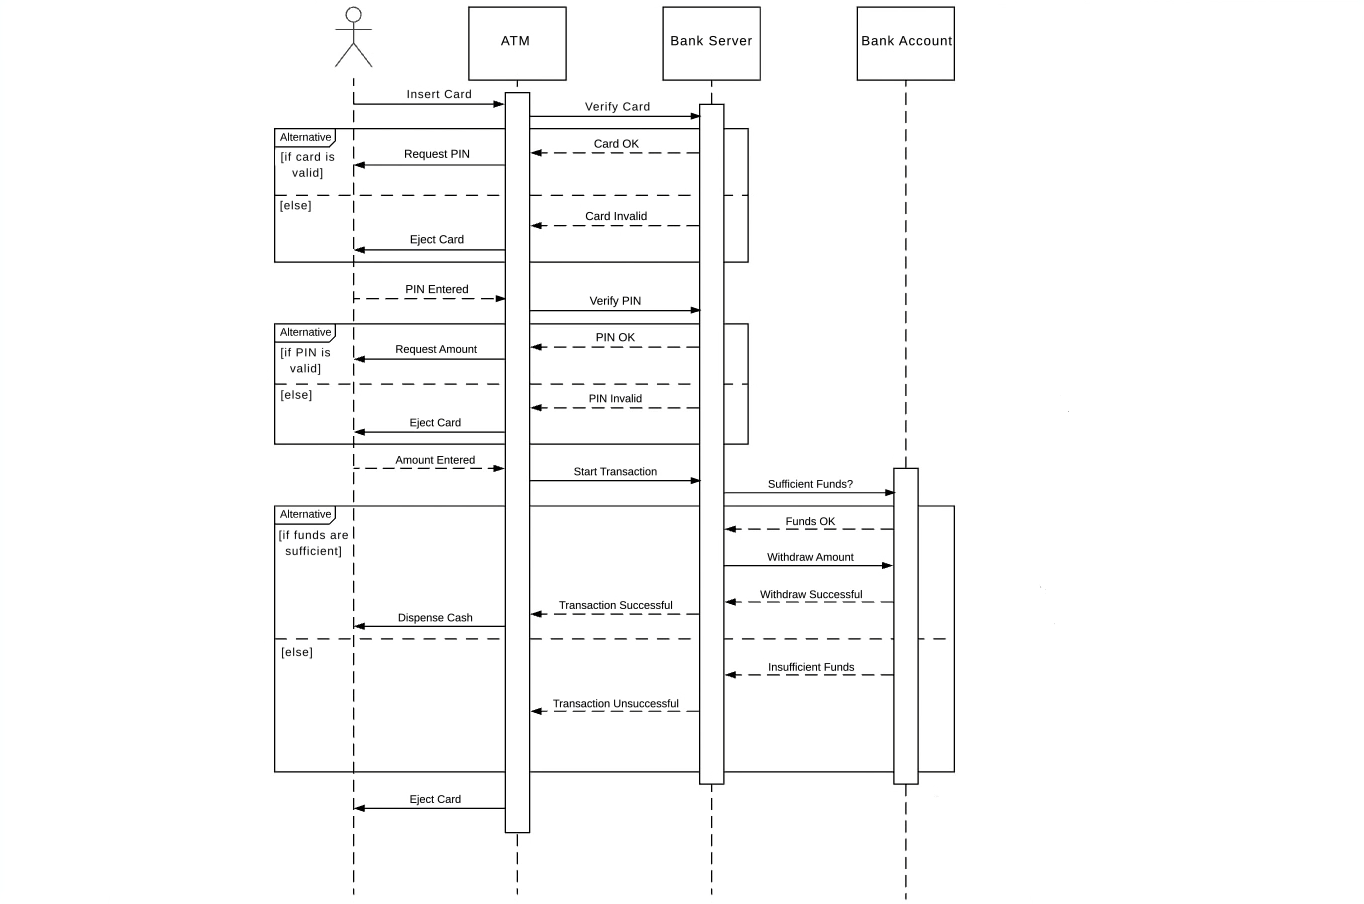 ATM
Bank Server
Bank Account
Insert Card
Verify Card
Alternative
Card OK
[if card is
valid]
Request PIN
[else]
Card Invalid
Eject Card
PIN Entered
Verify PIN
Alternative
PIN OK
[if PIN is
valid]
Request Amount
[else]
PIN Invalid
Eject Card
Amount Entered
Start Transaction
Sufficient Funds?
Alternative
Funds OK
[if funds are
sufficient]
Withdraw Amount
Withdraw Successful
Transaction Successful
Dispense Cash
[else]
Insufficient Funds
Transaction Unsuccessful
Eject Card